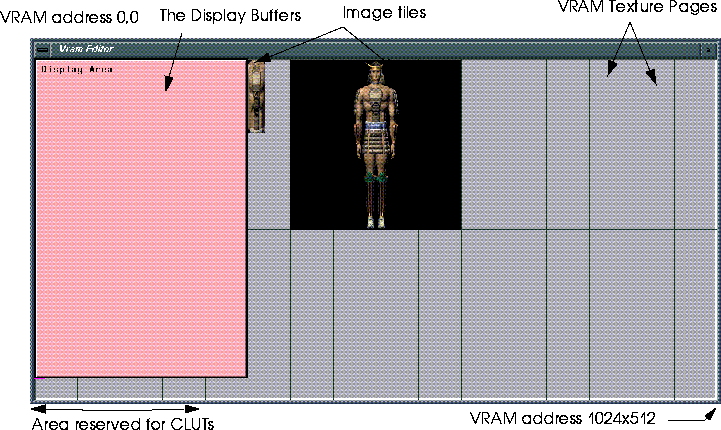 VRAM address 0,0
The Display Buffers
Image tiles
VRAM Texture Pages
Vram Editor
Display Area
Area reserved for CLUTs
VRAM address 1024x512